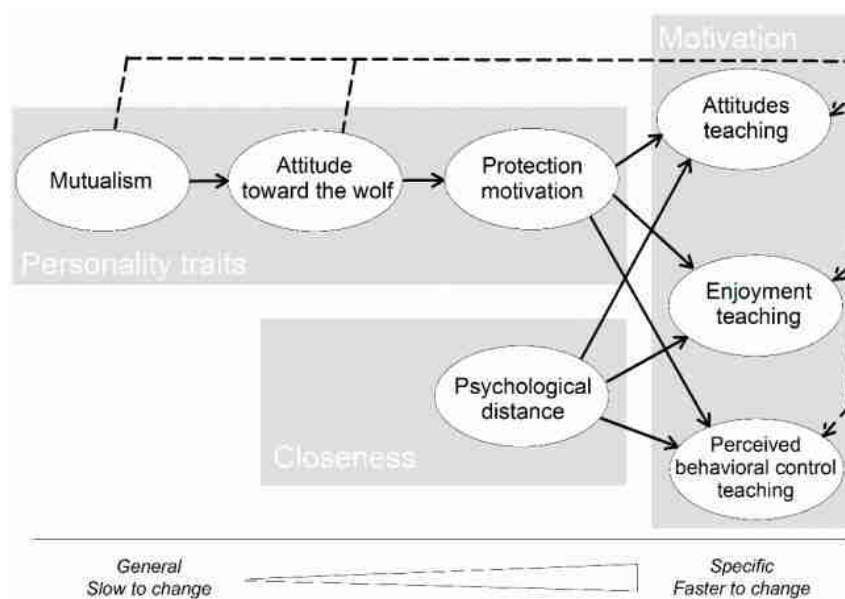 Motivation
Attitudes
teaching
Mutualism
Attitude
toward the wolf
Protection
motivation
Personality traits
Enjoyment
teaching
Psychological
distance
Closeness
Perceived
behavioral control
teaching
General
Slow to change
Specific
Faster to change